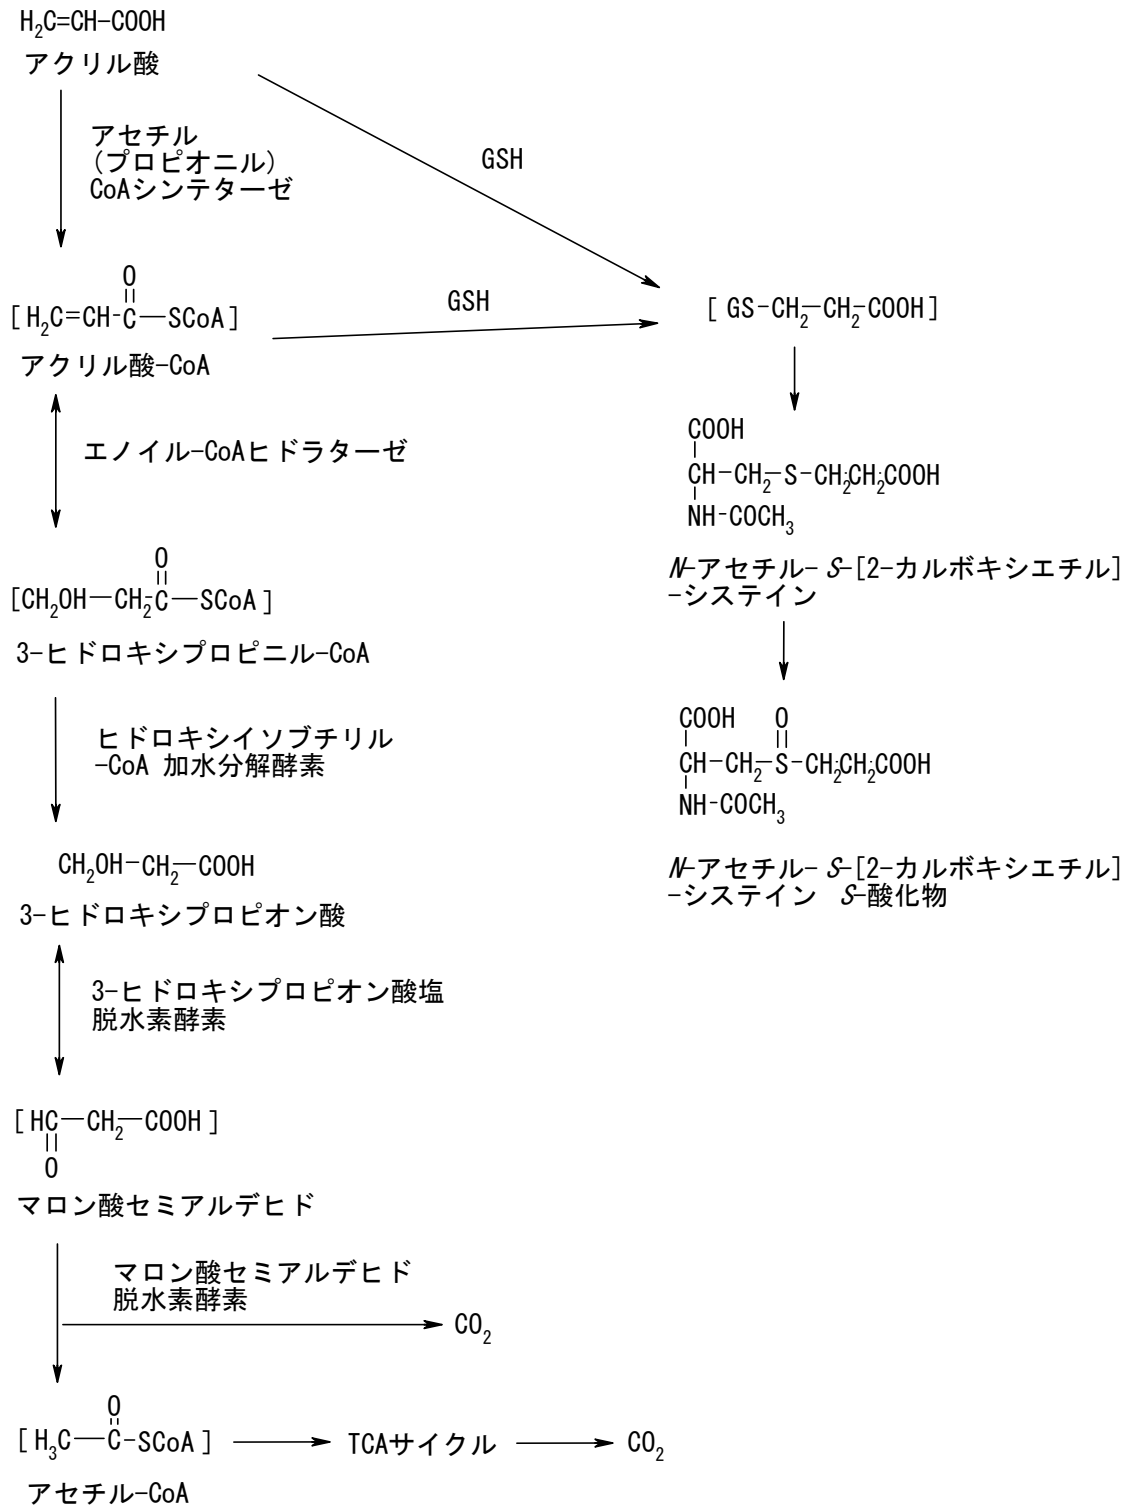 H2C=CH-COOH
アクリル酸
アセチル
(プロピオニル)
CoAシンテターゼ
GSH
O
[H2C=CH-C-SCoA]
アクリル酸-CoA
GSH
[GS-CH2-CH2-COOH]
エノイル-CoAヒドラターゼ
COOH
CH-CH2-S-CH2CH2COOH
NH-COCH3
N-アセチル-S-[2-カルボキシエチル]
-システイン
O
[CH2OH-CH2C-SCoA]
3-ヒドロキシプロピニル-CoA
ヒドロキシイソブチリル
-CoA 加水分解酵素
COOH O
CH-CH2-S-CH2CH2COOH
NH-COCH3
N-アセチル-S-[2-カルボキシエチル]
-システイン S-酸化物
CH2OH-CH2-COOH
3-ヒドロキシプロピオン酸
3-ヒドロキシプロピオン酸塩
脱水素酵素
[HC-CH2-COOH]
O
マロン酸セミアルデヒド
マロン酸セミアルデヒド
脱水素酵素
CO2
O
[H3C-C-SCoA]
TCAサイクル
CO2
アセチル-CoA